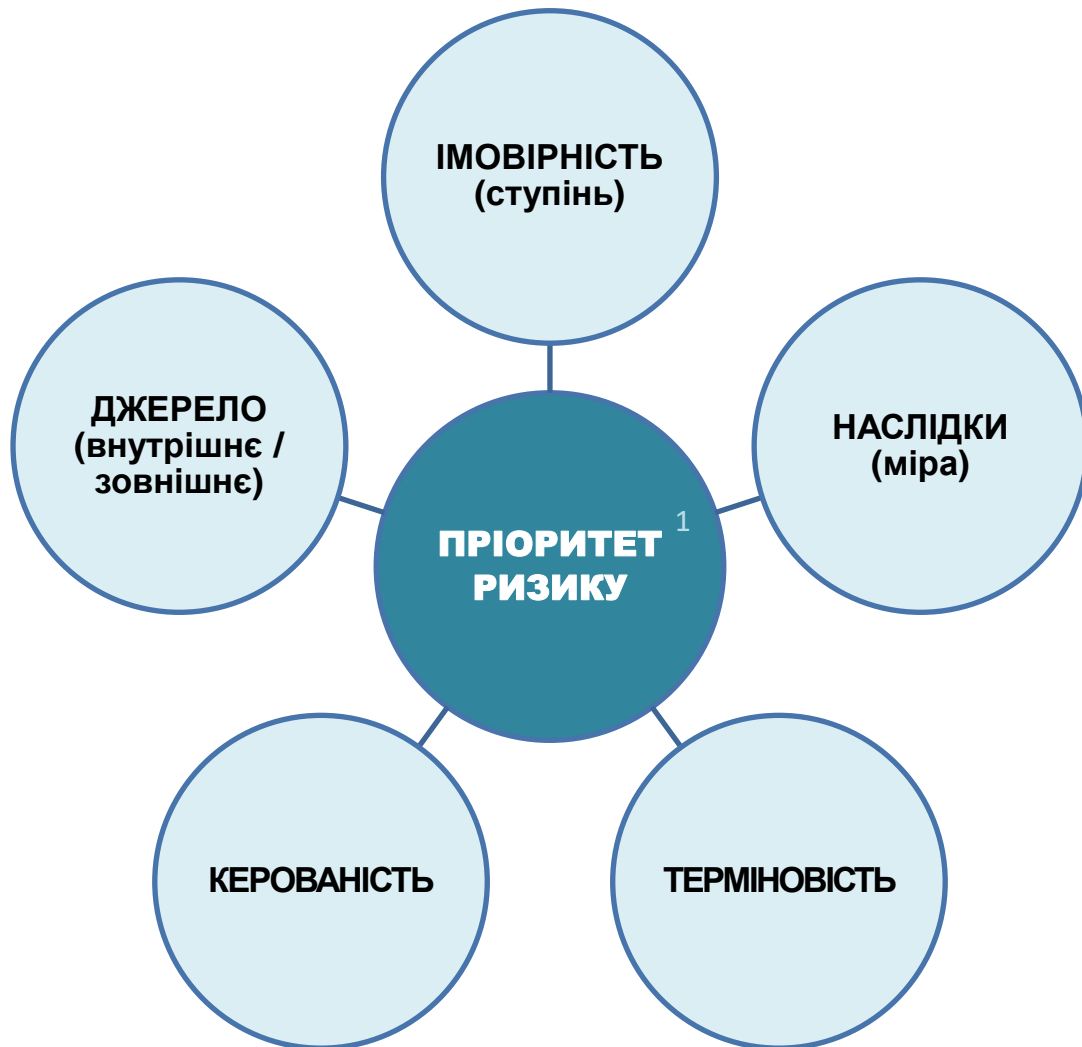 ІМОВІРНІСТЬ
(ступінь)
ДЖЕРЕЛО
(внутрішнє /
зовнішнє)
НАСЛІДКИ
(міра)
ПРІОРИТЕТ 1
РИЗИКУ
КЕРОВАНІСТЬ
ТЕРМІНОВІСТЬ